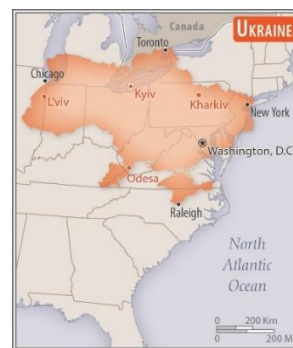 Canada
UKRAINE
Toronto
Chicago
L'viv
Kyiv
Kharkiv
New York
Washington, D.C
Odesa
Raleigh
North
Atlantic
Ocean
0 200 Km
0 200 M